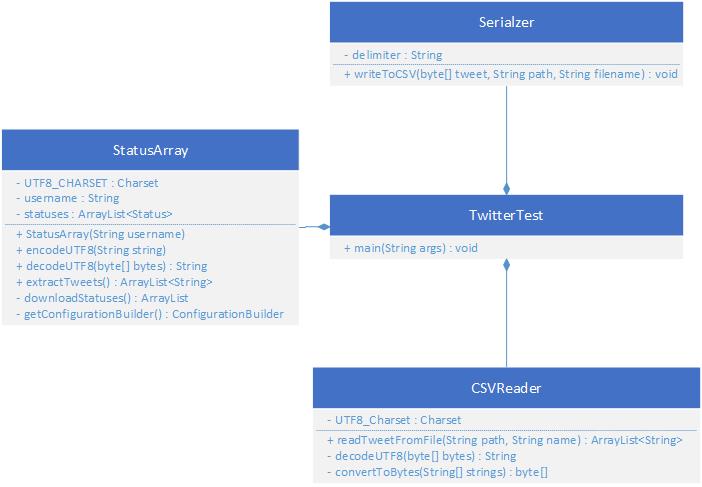 Serialzer
- delimiter : String
+ writeToCSV(byte[] tweet, String path, String filename) : void
StatusArray
- UTF8_CHARSET : Charset
- username : String
- statuses : ArrayList<Status>
+ StatusArray(String username)
+ encodeUTF8(String string)
+ decodeUTF8(byte[] bytes) : String
+ extractTweets() : ArrayList<String>
- downloadStatuses() : ArrayList
- getConfigurationBuilder() : ConfigurationBuilder
TwitterTest
+ main(String args) : void
CSVReader
- UTF8_Charset : Charset
+ readTweetFromFile(String path, String name) : ArrayList<String>
- decodeUTF8(byte[] bytes) : String
- convertToBytes(String[] strings) : byte[]